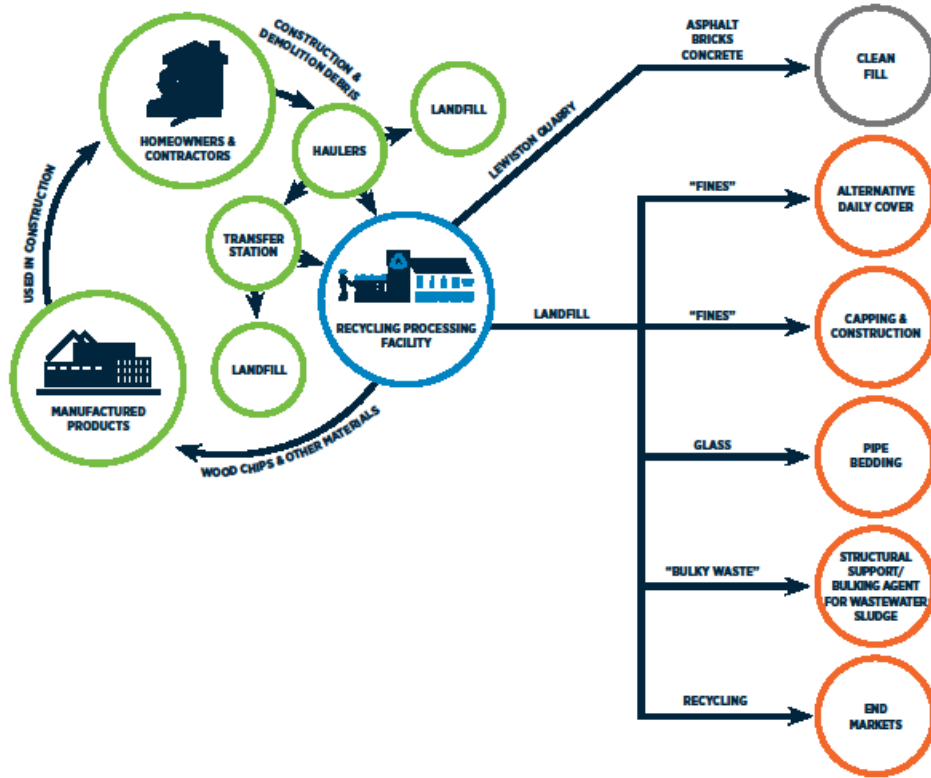 CONSTRUCTION &
DEMOLITION DEBRIS
HOMEOWNERS &
CONTRACTORS
HAULERS
LANDFILL
TRANSFER
STATION
LANDFILL
RECYCLING PROCESSING
FACILITY
USED IN CONSTRUCTION
MANUFACTURED
PRODUCTS
WOOD CHIPS & OTHER MATERIALS
LEWISTON QUARRY
ASPHALT
BRICKS
CONCRETE
CLEAN
FILL
LANDFILL
"FINES"
ALTERNATIVE
DAILY COVER
"FINES"
CAPPING &
CONSTRUCTION
GLASS
PIPE
BEDDING
"BULKY WASTE"
STRUCTURAL
SUPPORT/
BULKING AGENT
FOR WASTEWATER
SLUDGE
RECYCLING
END
MARKETS